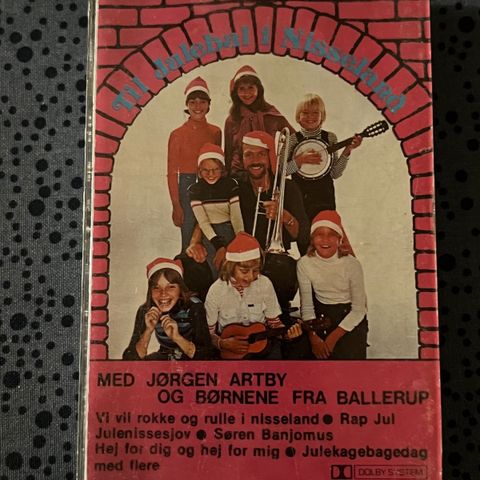 Til Julebal i Nisseland
MED JØRGEN ARTBY
OG BØRNENE FRA BALLERUP
Vi vil rokke og rulle i nisseland ● Rap Jul
Julenissesjov ● Søren Banjomus
Hej for dig og hej for mig ● Julekagebagedag
med flere
DOLBY SYSTEM